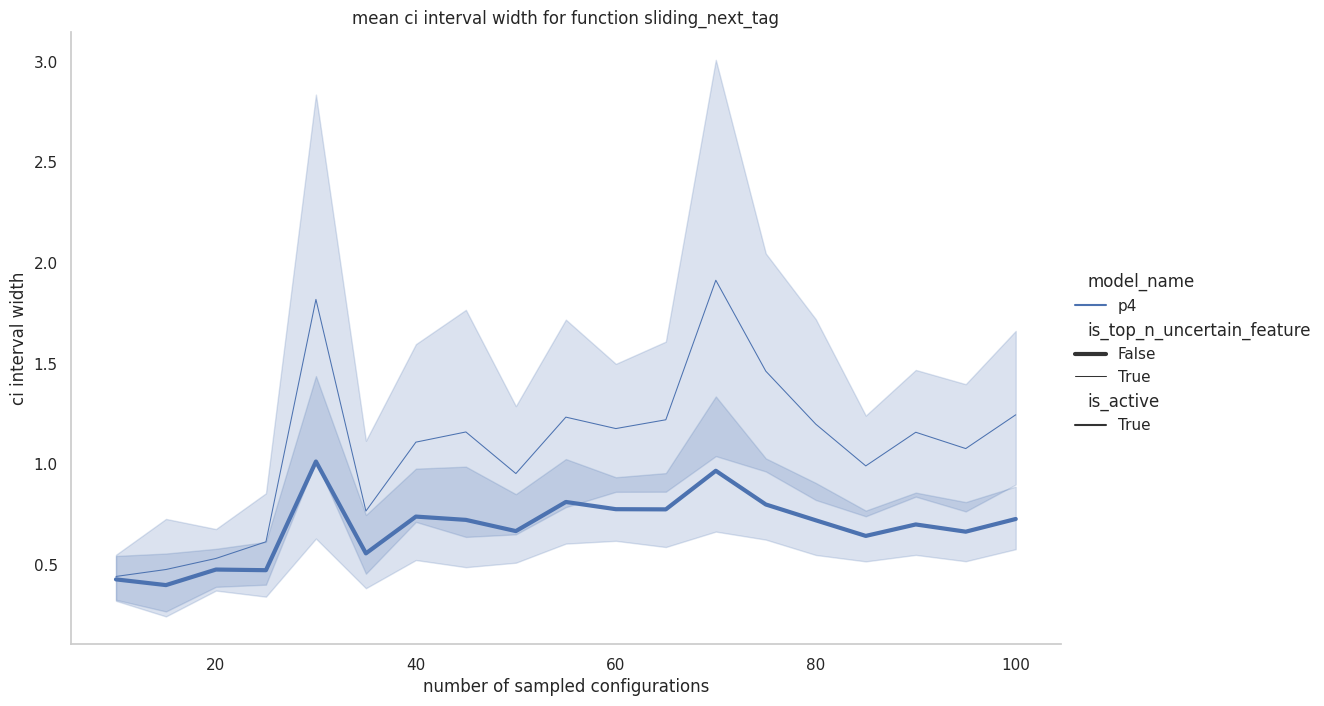 mean ci interval width for function sliding_next_tag
3.0
2.5
2.0
1.5
1.0
0.5
ci interval width
20
40
60
80
100
number of sampled configurations
model_name
p4
is_top_n_uncertain_feature
False
True
is_active
True